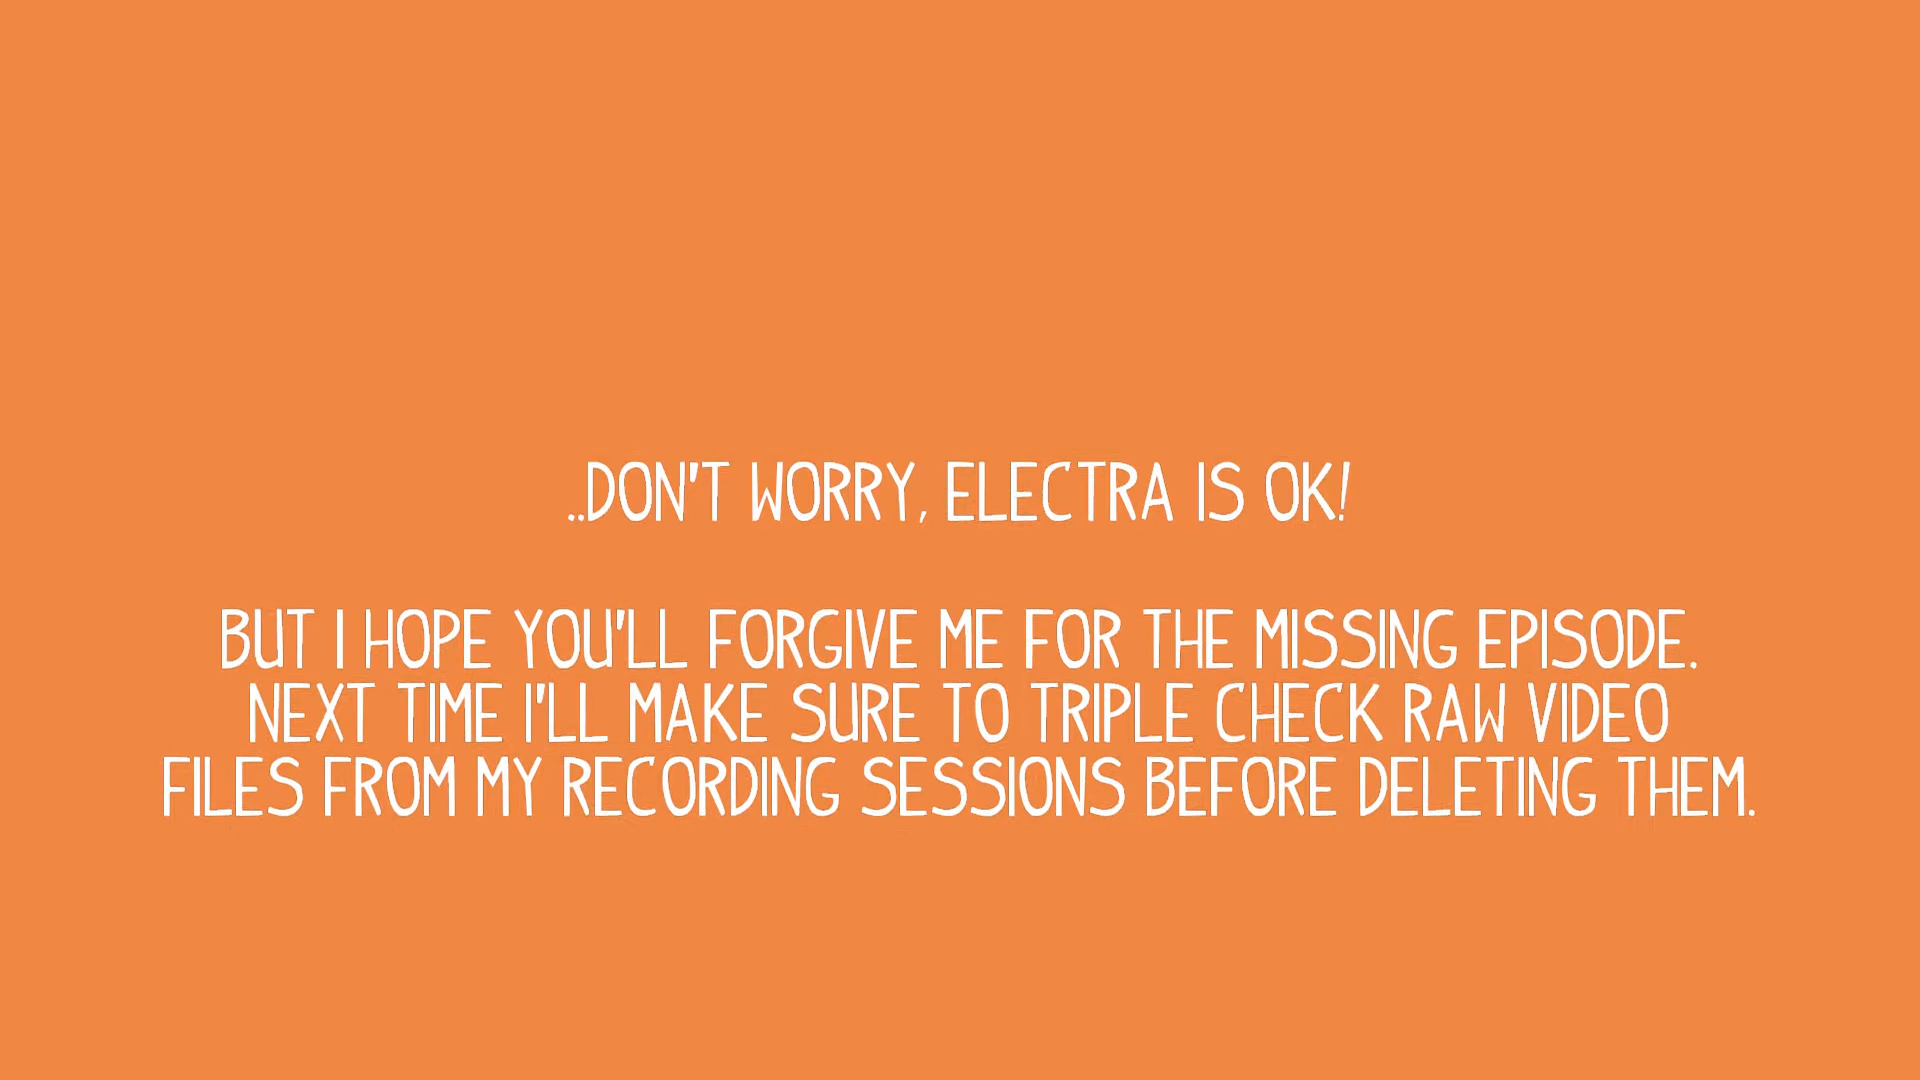 ..DON'T WORRY, ELECTRA IS OK!
BUT I HOPE YOU'LL FORGIVE ME FOR THE MISSING EPISODE.
NEXT TIME I'LL MAKE SURE TO TRIPLE CHECK RAW VIDEO
FILES FROM MY RECORDING SESSIONS BEFORE DELETING THEM.